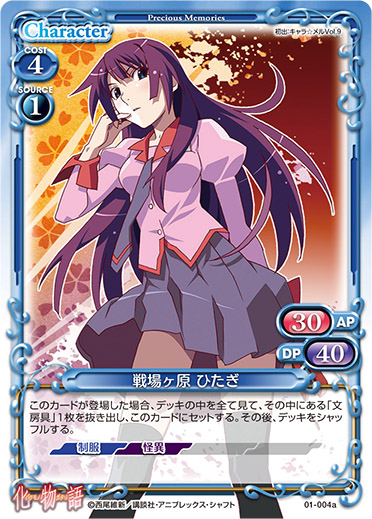 Precious Memories
Character
初出:キャラ☆メルVol.9
COST
4
SOURCE
1
30 AP
DP 40
戦場ヶ原 ひたぎ
このカードが登場した場合、デッキの中を全て見て、その中にある「文
房具」1枚を抜き出し、このカードにセットする。その後、デッキをシャッ
フルする。
制服 怪異
化物語
©西尾維新/講談社・アニプレックス・シャフト
01-004a